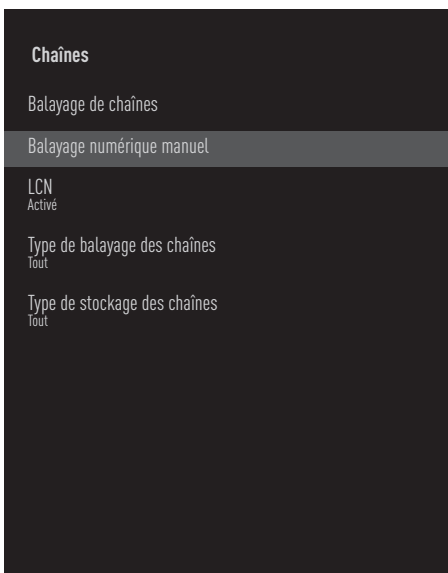 Chaînes
Balayage de chaînes
Balayage numérique manuel
LCN
Activé
Type de balayage des chaînes
Tout
Type de stockage des chaînes
Tout